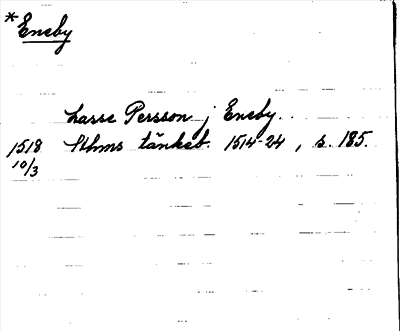 *Eneby
Lasse Persson j Eneby.
1518 Sthms tänkeb. 1514-24, s. 185.
10/3